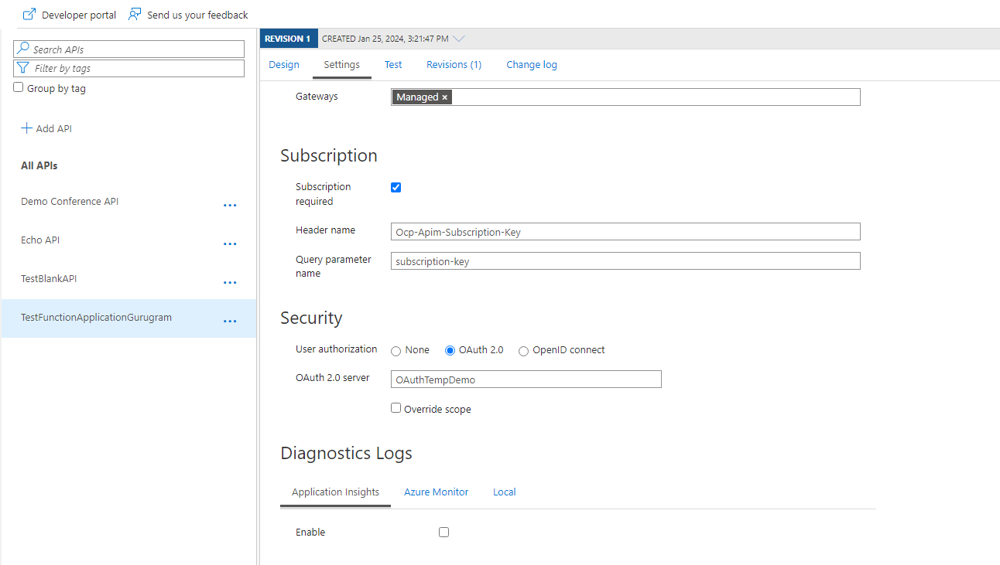 Developer portal Send us your feedback
Search APIs
Filter by tags
Group by tag
Add API
All APIs
Demo Conference API ...
Echo API ...
TestBlankAPI ...
TestFunctionApplicationGurugram ...
REVISION 1 CREATED Jan 25, 2024, 3:21:47 PM
Design Settings Test Revisions (1) Change log
Gateways Managed ×
Subscription
Subscription
required
Header name Ocp-Apim-Subscription-Key
Query parameter
name
subscription-key
Security
User authorization None OAuth 2.0 OpenID connect
OAuth 2.0 server OAuthTempDemo
Override scope
Diagnostics Logs
Application Insights Azure Monitor Local
Enable